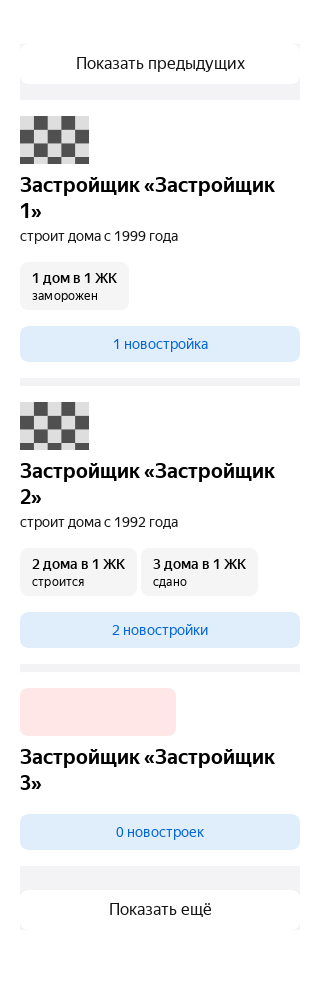 Показать предыдущих
Застройщик «Застройщик
1»
строит дома с 1999 года
1 дом в 1 ЖК
заморожен
1 новостройка
Застройщик «Застройщик
2»
строит дома с 1992 года
2 дома в 1 ЖК
строится
3 дома в 1 ЖК
сдано
2 новостройки
Застройщик «Застройщик
3»
0 новостроек
Показать ещё